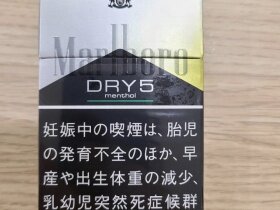 Marlboro
DRY5
menthol
妊娠中の喫煙は、胎児
の発育不全のほか、早
産や出生体重の減少、
乳幼児突然死症候群